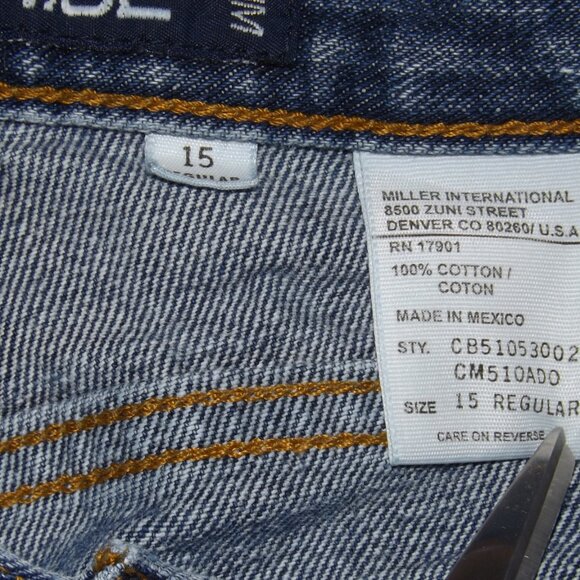 15
REGULAR
MILLER INTERNATIONAL
8500 ZUNI STREET
DENVER CO 80260/ U.S.A
RN 17901
100% COTTON /
COTON
MADE IN MEXICO
STY. CB51053002
CM510ADO
SIZE 15 REGULAR
CARE ON REVERSE